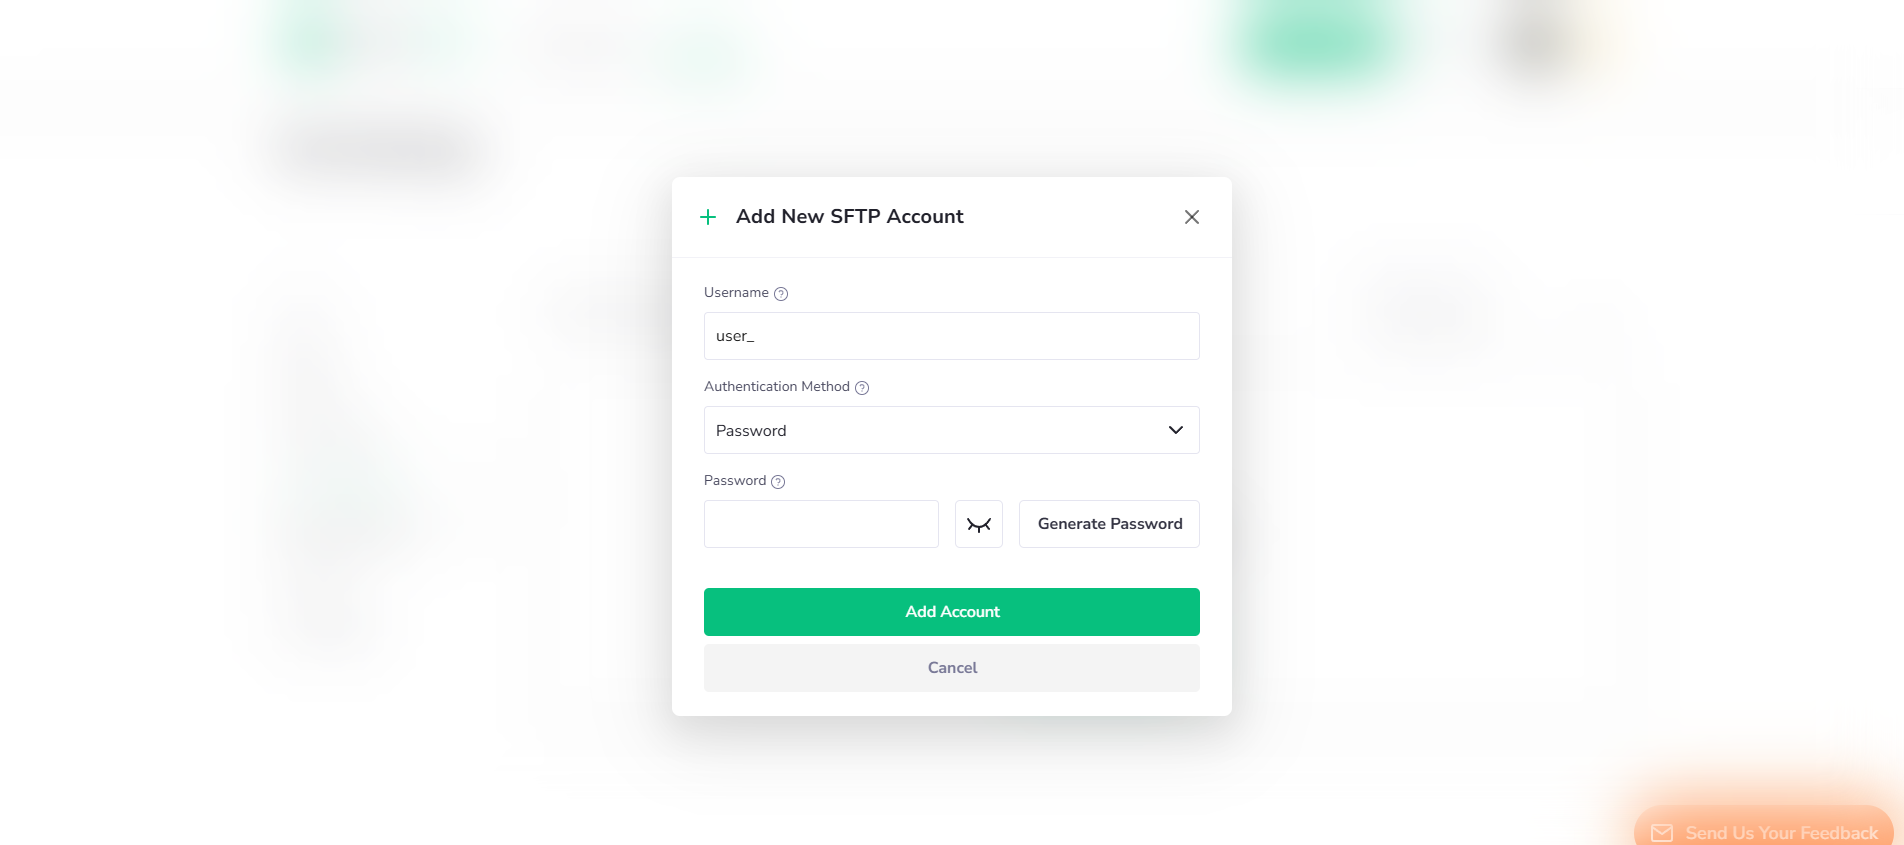 Add New SFTP Account
Username
user_
Authentication Method
Password
Password
Generate Password
Add Account
Cancel
Send Us Your Feedback